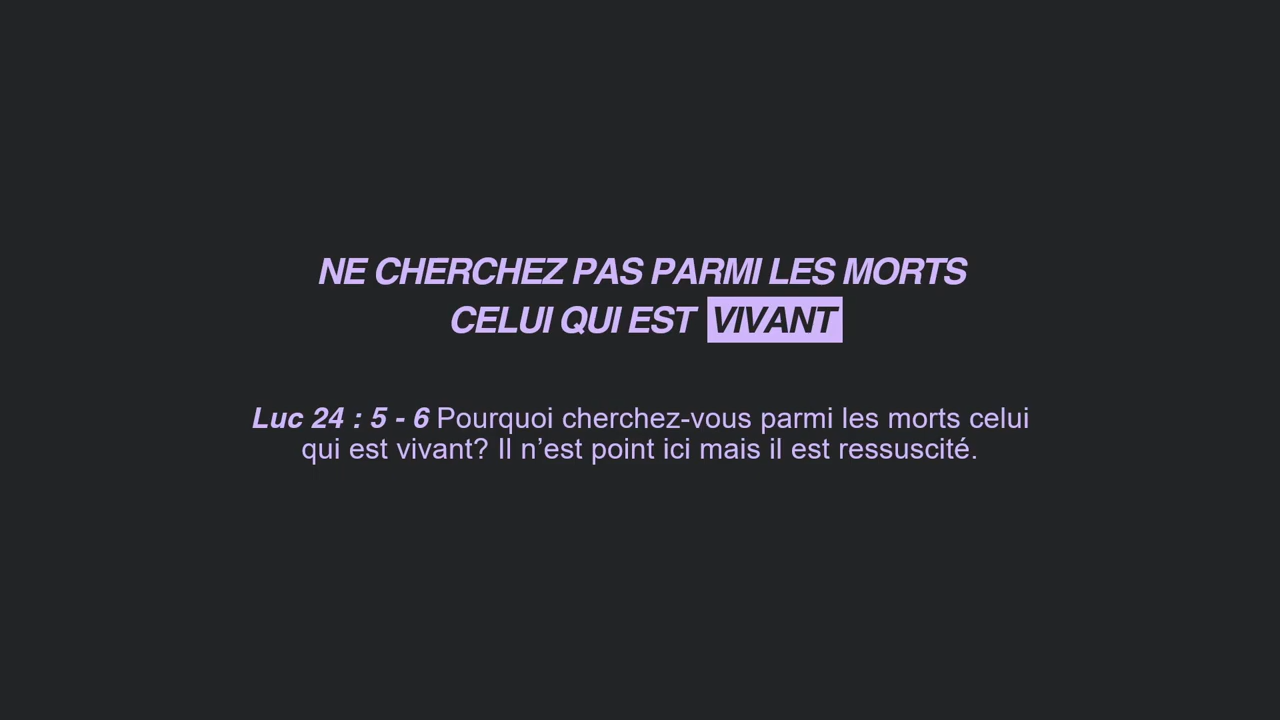 NE CHERCHEZ PAS PARMI LES MORTS
CELUI QUI EST VIVANT
Luc 24 : 5 - 6 Pourquoi cherchez-vous parmi les morts celui
qui est vivant? Il n’est point ici mais il est ressuscité.